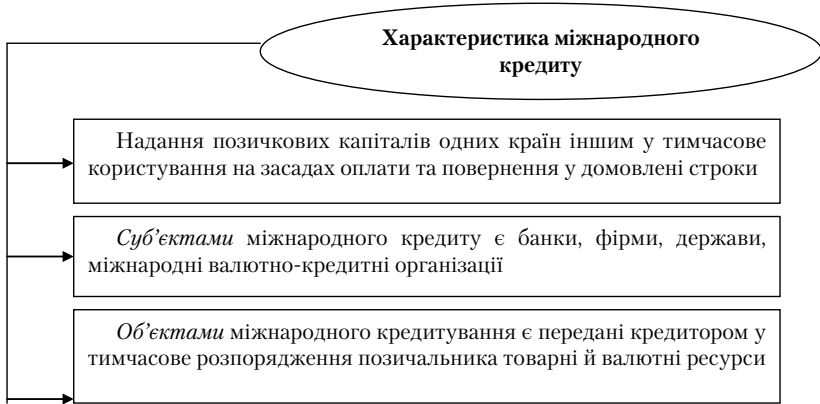 Характеристика міжнародного
кредиту
Надання позичкових капіталів одних країн іншим у тимчасове
користування на засадах оплати та повернення у домовлені строки
Суб’єктами міжнародного кредиту є банки, фірми, держави,
міжнародні валютно-кредитні організації
Об’єктами міжнародного кредитування є передані кредитором у
тимчасове розпорядження позичальника товарні й валютні ресурси